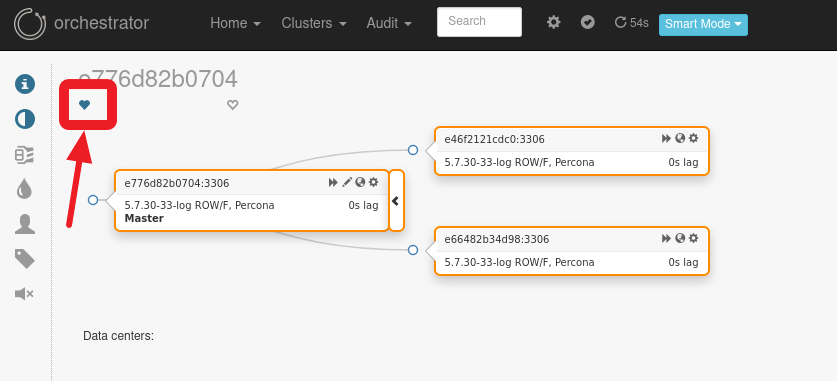 orchestrator
Home
Clusters
Audit
Search
54s
Smart Mode
e776d82b0704
e46f2121cdc0:3306
5.7.30-33-log ROW/F, Percona 0s lag
e776d82b0704:3306
5.7.30-33-log ROW/F, Percona 0s lag
Master
e66482b34d98:3306
5.7.30-33-log ROW/F, Percona 0s lag
Data centers: